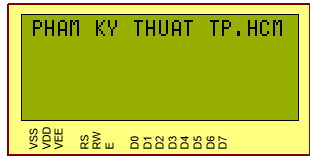 PHAM KY THUAT TP.HCM
VSS
VDD
VEE
RS
RW
E
D0
D1
D2
D3
D4
D5
D6
D7